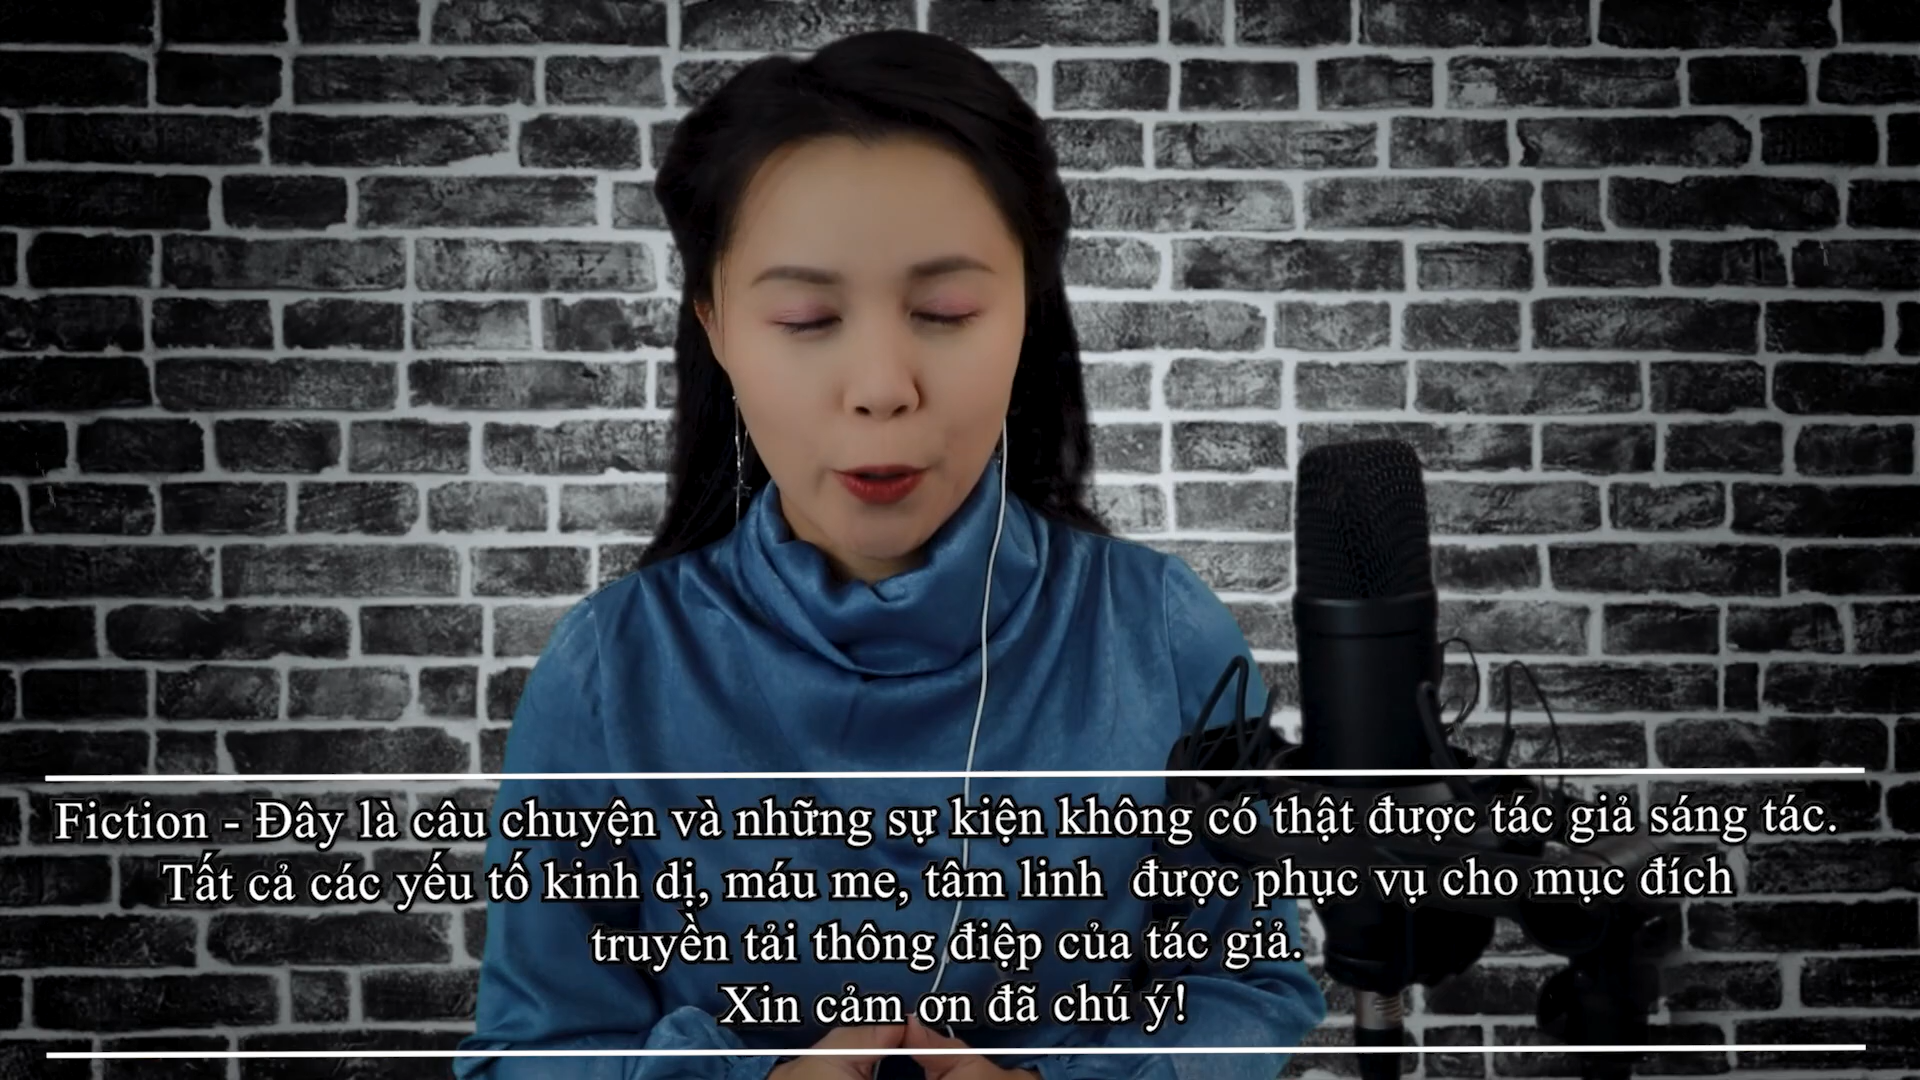 Fiction - Đây là câu chuyện và những sự kiện không có thật được tác giả sáng tác.
Tất cả các yếu tố kinh dị, máu me, tâm linh được phục vụ cho mục đích
truyền tải thông điệp của tác giả.
Xin cảm ơn đã chú ý!